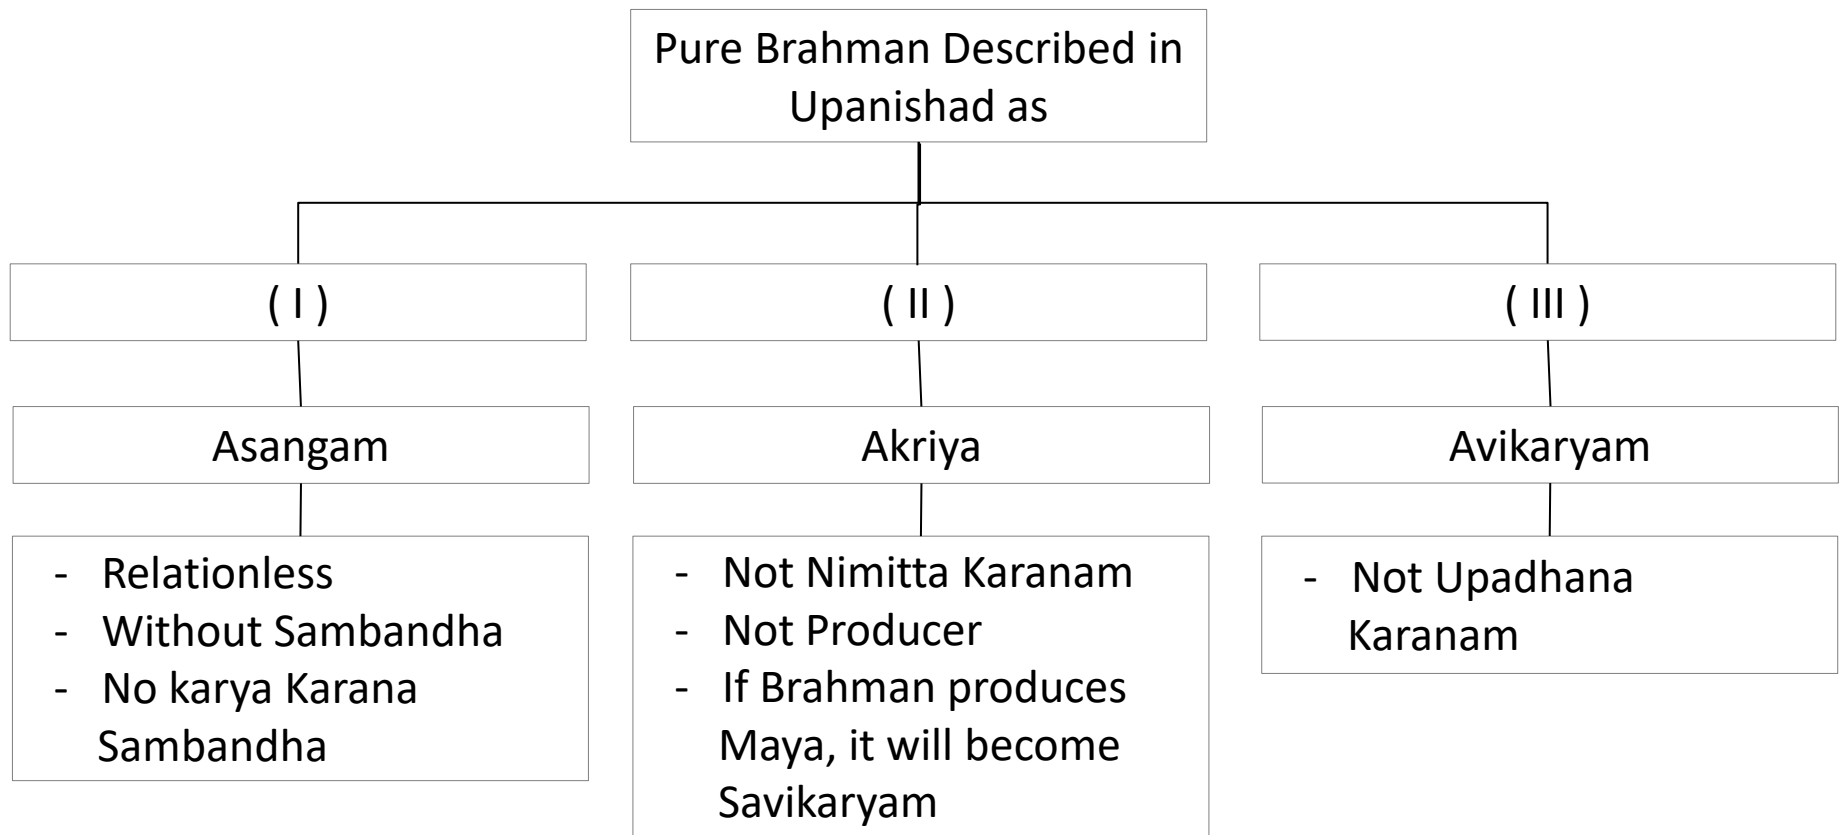 Pure Brahman Described in
Upanishad as
( I )
( II )
( III )
Asangam
Akriya
Avikaryam
- Relationless
- Without Sambandha
- No karya Karana
Sambandha
- Not Nimitta Karanam
- Not Producer
- If Brahman produces
Maya, it will become
Savikaryam
- Not Upadhana
Karanam